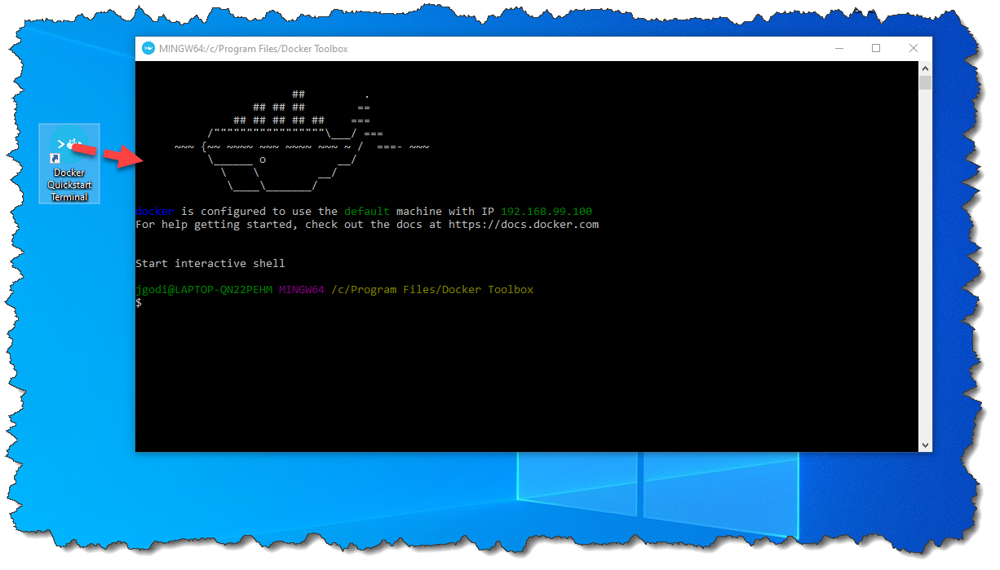 MINGW64:/c/Program Files/Docker Toolbox
                        ##         .
                  ## ## ##        ==
               ## ## ## ## ##    ===
           /"""""""""""""""""\___/ ===
      ~~~ {~~ ~~~~ ~~~ ~~~~ ~~~ ~ /  ===- ~~~
           \______ o           __/
             \    \         __/
              \____\_______/
docker is configured to use the default machine with IP 192.168.99.100
For help getting started, check out the docs at https://docs.docker.com
Start interactive shell
jgodi@LAPTOP-QN22PEHM MINGW64 /c/Program Files/Docker Toolbox
$
Docker
Quickstart
Terminal